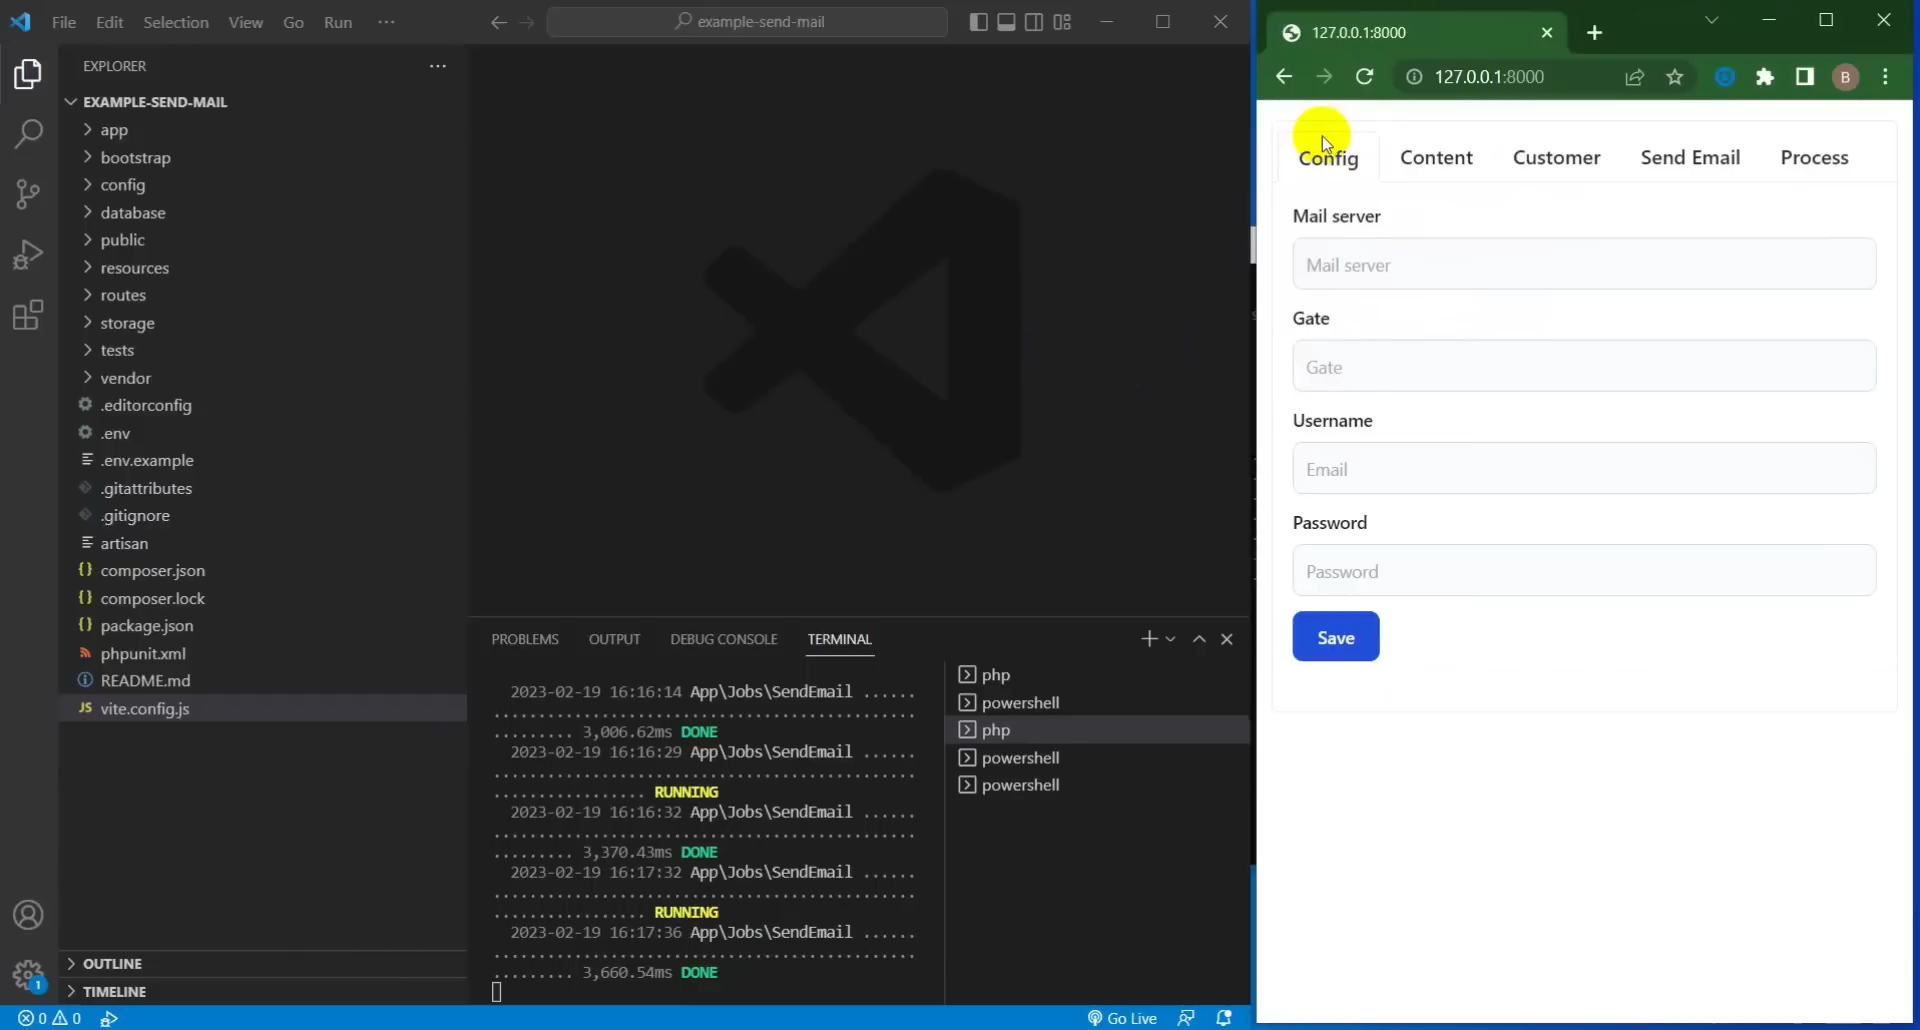 File Edit Selection View Go Run ···
example-send-mail
EXPLORER
EXAMPLE-SEND-MAIL
app
bootstrap
config
database
public
resources
routes
storage
tests
vendor
.editorconfig
.env
.env.example
.gitattributes
.gitignore
artisan
composer.json
composer.lock
package.json
phpunit.xml
README.md
JS vite.config.js
OUTLINE
TIMELINE
1
0 0
PROBLEMS OUTPUT DEBUG CONSOLE TERMINAL
2023-02-19 16:16:14 App\Jobs\SendEmail ......
..........................................
......... 3,006.62ms DONE
2023-02-19 16:16:29 App\Jobs\SendEmail ......
..........................................
................. RUNNING
2023-02-19 16:16:32 App\Jobs\SendEmail ......
..........................................
......... 3,370.43ms DONE
2023-02-19 16:17:32 App\Jobs\SendEmail ......
..........................................
................. RUNNING
2023-02-19 16:17:36 App\Jobs\SendEmail ......
..........................................
......... 3,660.54ms DONE
php
powershell
php
powershell
powershell
Go Live
127.0.0.1:8000
127.0.0.1:8000
B
Config Content Customer Send Email Process
Mail server
Mail server
Gate
Gate
Username
Email
Password
Password
Save